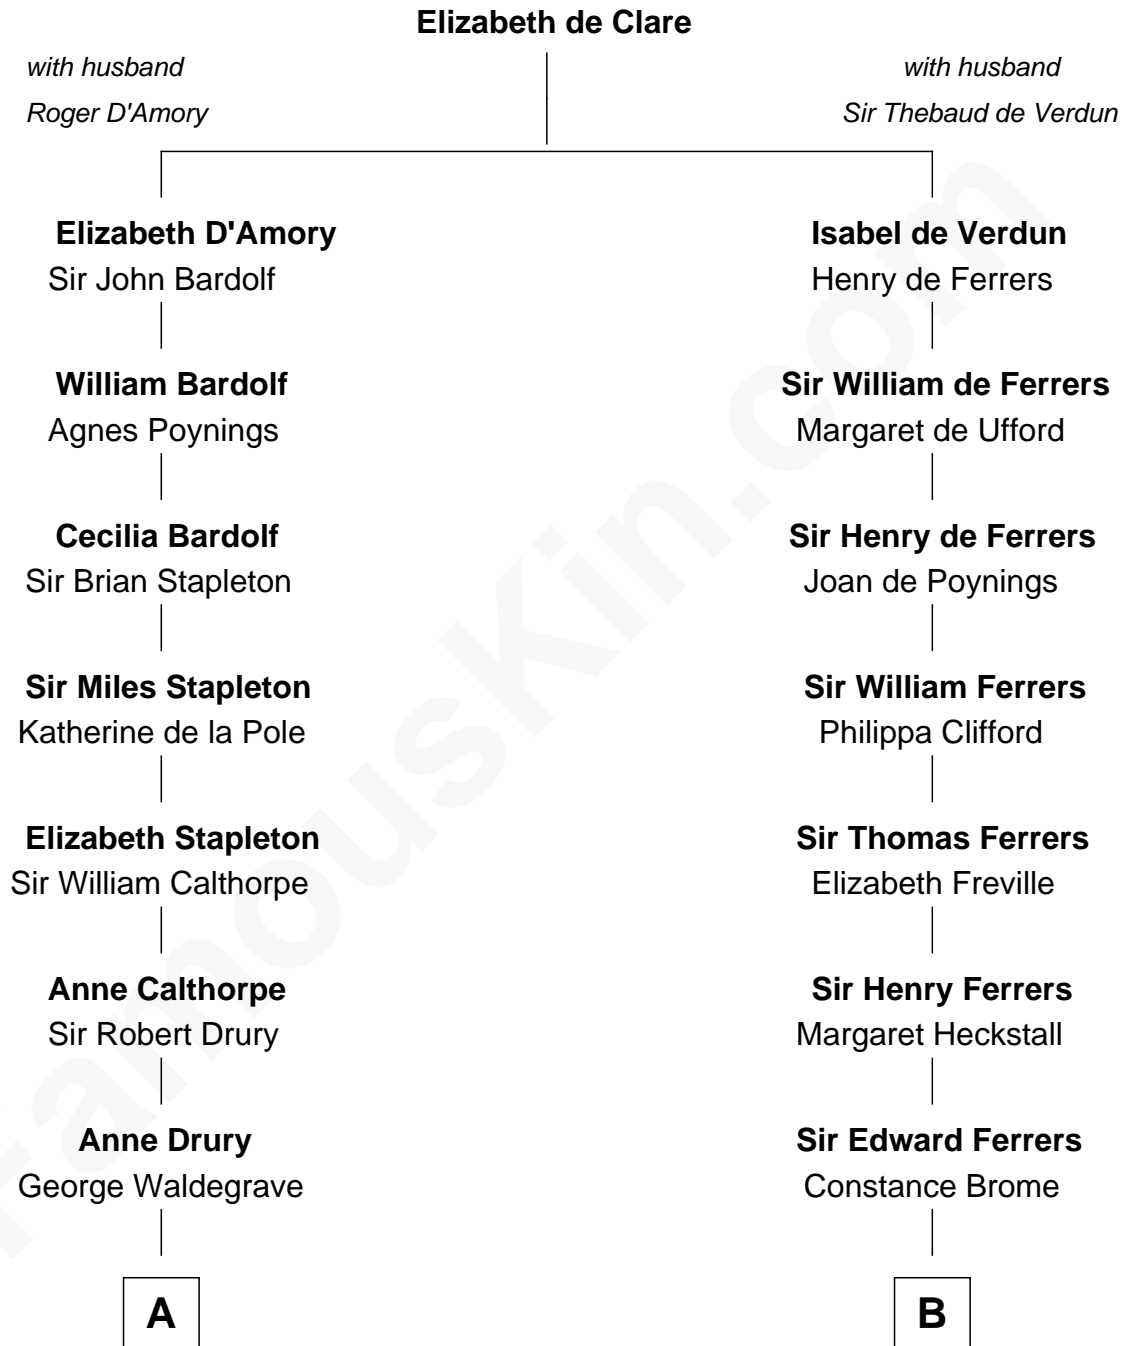 Elizabeth de Clare
with husband
Roger D'Amory
with husband
Sir Thebaud de Verdun
Elizabeth D'Amory
Sir John Bardolf
Isabel de Verdun
Henry de Ferrers
William Bardolf
Agnes Poynings
Sir William de Ferrers
Margaret de Ufford
Cecilia Bardolf
Sir Brian Stapleton
Sir Henry de Ferrers
Joan de Poynings
Sir Miles Stapleton
Katherine de la Pole
Sir William Ferrers
Philippa Clifford
Elizabeth Stapleton
Sir William Calthorpe
Sir Thomas Ferrers
Elizabeth Freville
Anne Calthorpe
Sir Robert Drury
Sir Henry Ferrers
Margaret Heckstall
Anne Drury
George Waldegrave
Sir Edward Ferrers
Constance Brome
A
B
FamousKin.com